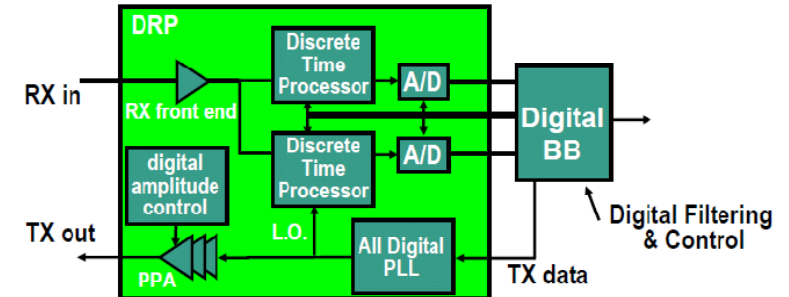 DRP
Discrete
Time
Processor
A/D
RX in
RX front end
Digital
BB
Discrete
Time
Processor
A/D
digital
amplitude
control
Digital Filtering
& Control
TX out
L.O.
All Digital
PLL
TX data
PPA